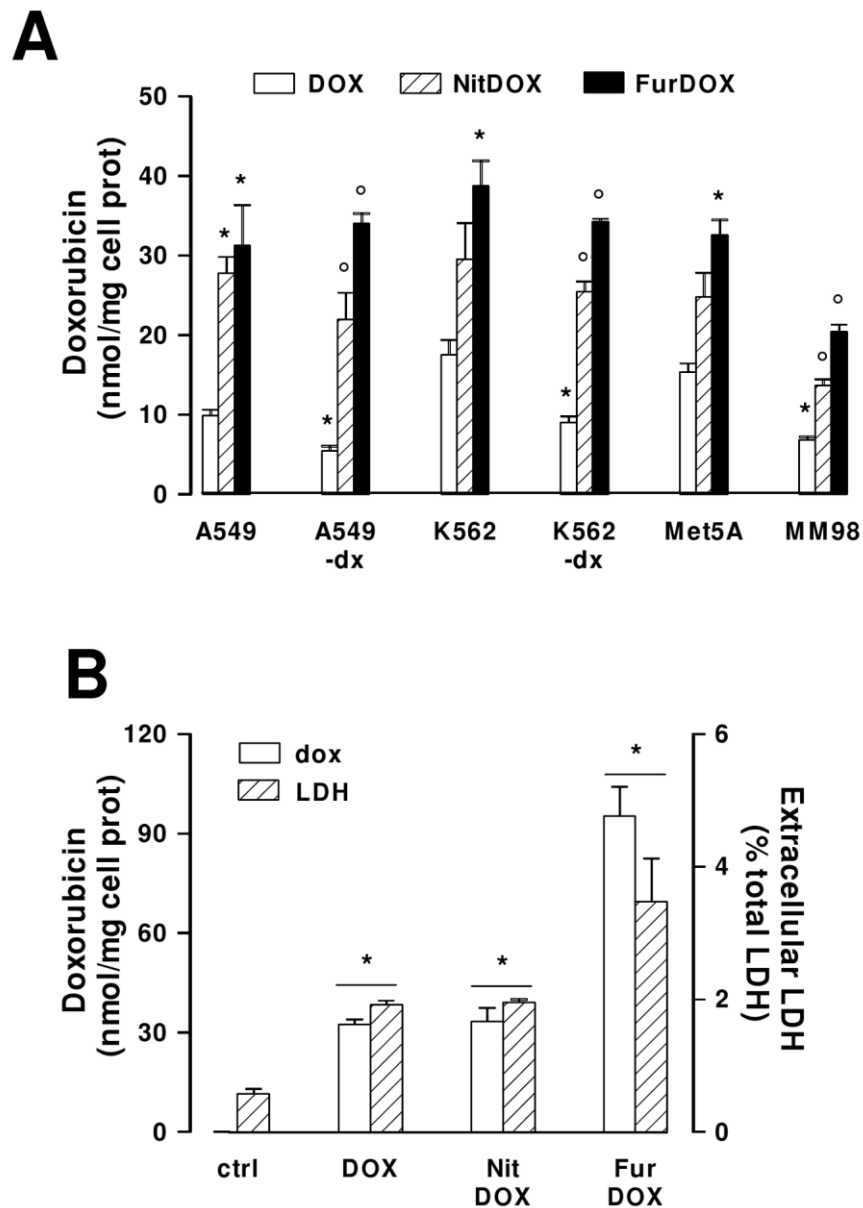 A
DOX NitDOX FurDOX
Doxorubicin
(nmol/mg cell prot)
50
40
30
20
10
0
* * * ° * ° * ° ° * * ° °
A549 A549 K562 K562 Met5A MM98
-dx -dx
B
dox
LDH
Doxorubicin
(nmol/mg cell prot)
120
90
60
30
0
* * *
6
4
2
0
Extracellular LDH
(% total LDH)
ctrl DOX Nit Fur
DOX DOX